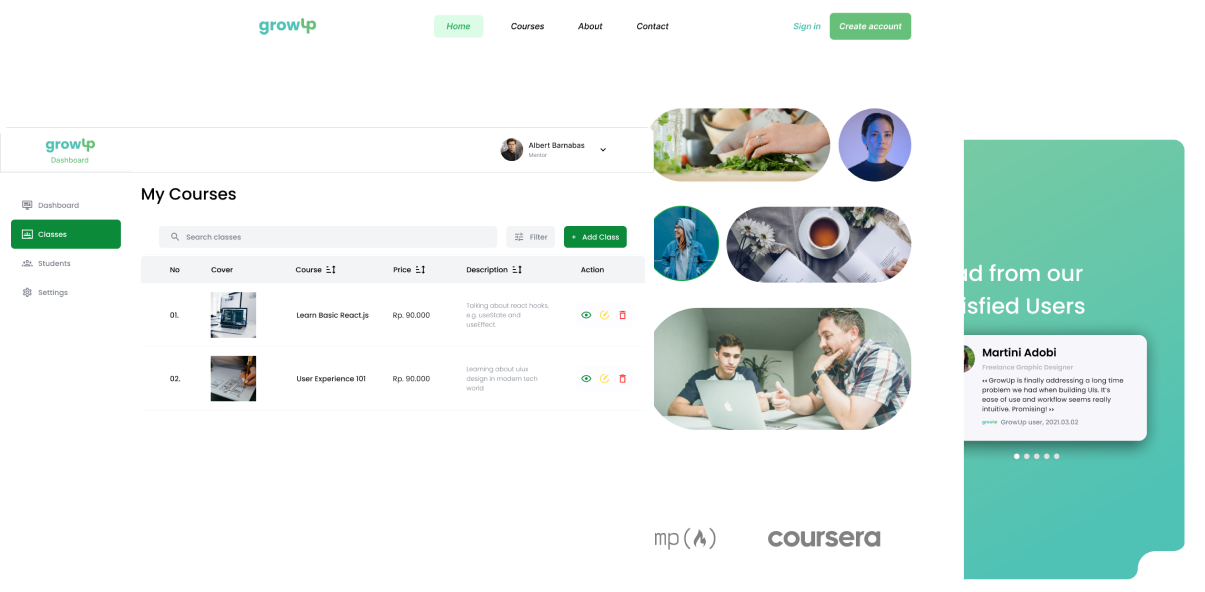 growUp
Home
Courses
About
Contact
Sign in
Create account
growUp
Dashboard
Albert Barnabas
Mentor
Dashboard
Classes
Students
Settings
My Courses
Search classes
Filter
+ Add Class
No
Cover
Course
Price
Description
Action
01.
Learn Basic React.js
Rp. 90.000
Talking about react hooks,
e.g. useState and
useEffect.
02.
User Experience 101
Rp. 90.000
Learning about uiux
design in modern tech
world
mp(
)
coursera
ad from our
isfied Users
Martini Adobi
Freelance Graphic Designer
‹‹ GrowUp is finally addressing a long time
problem we had when building UIs. It's
ease of use and workflow seems really
intuitive. Promising! ››
growUp GrowUp user, 2021.03.02